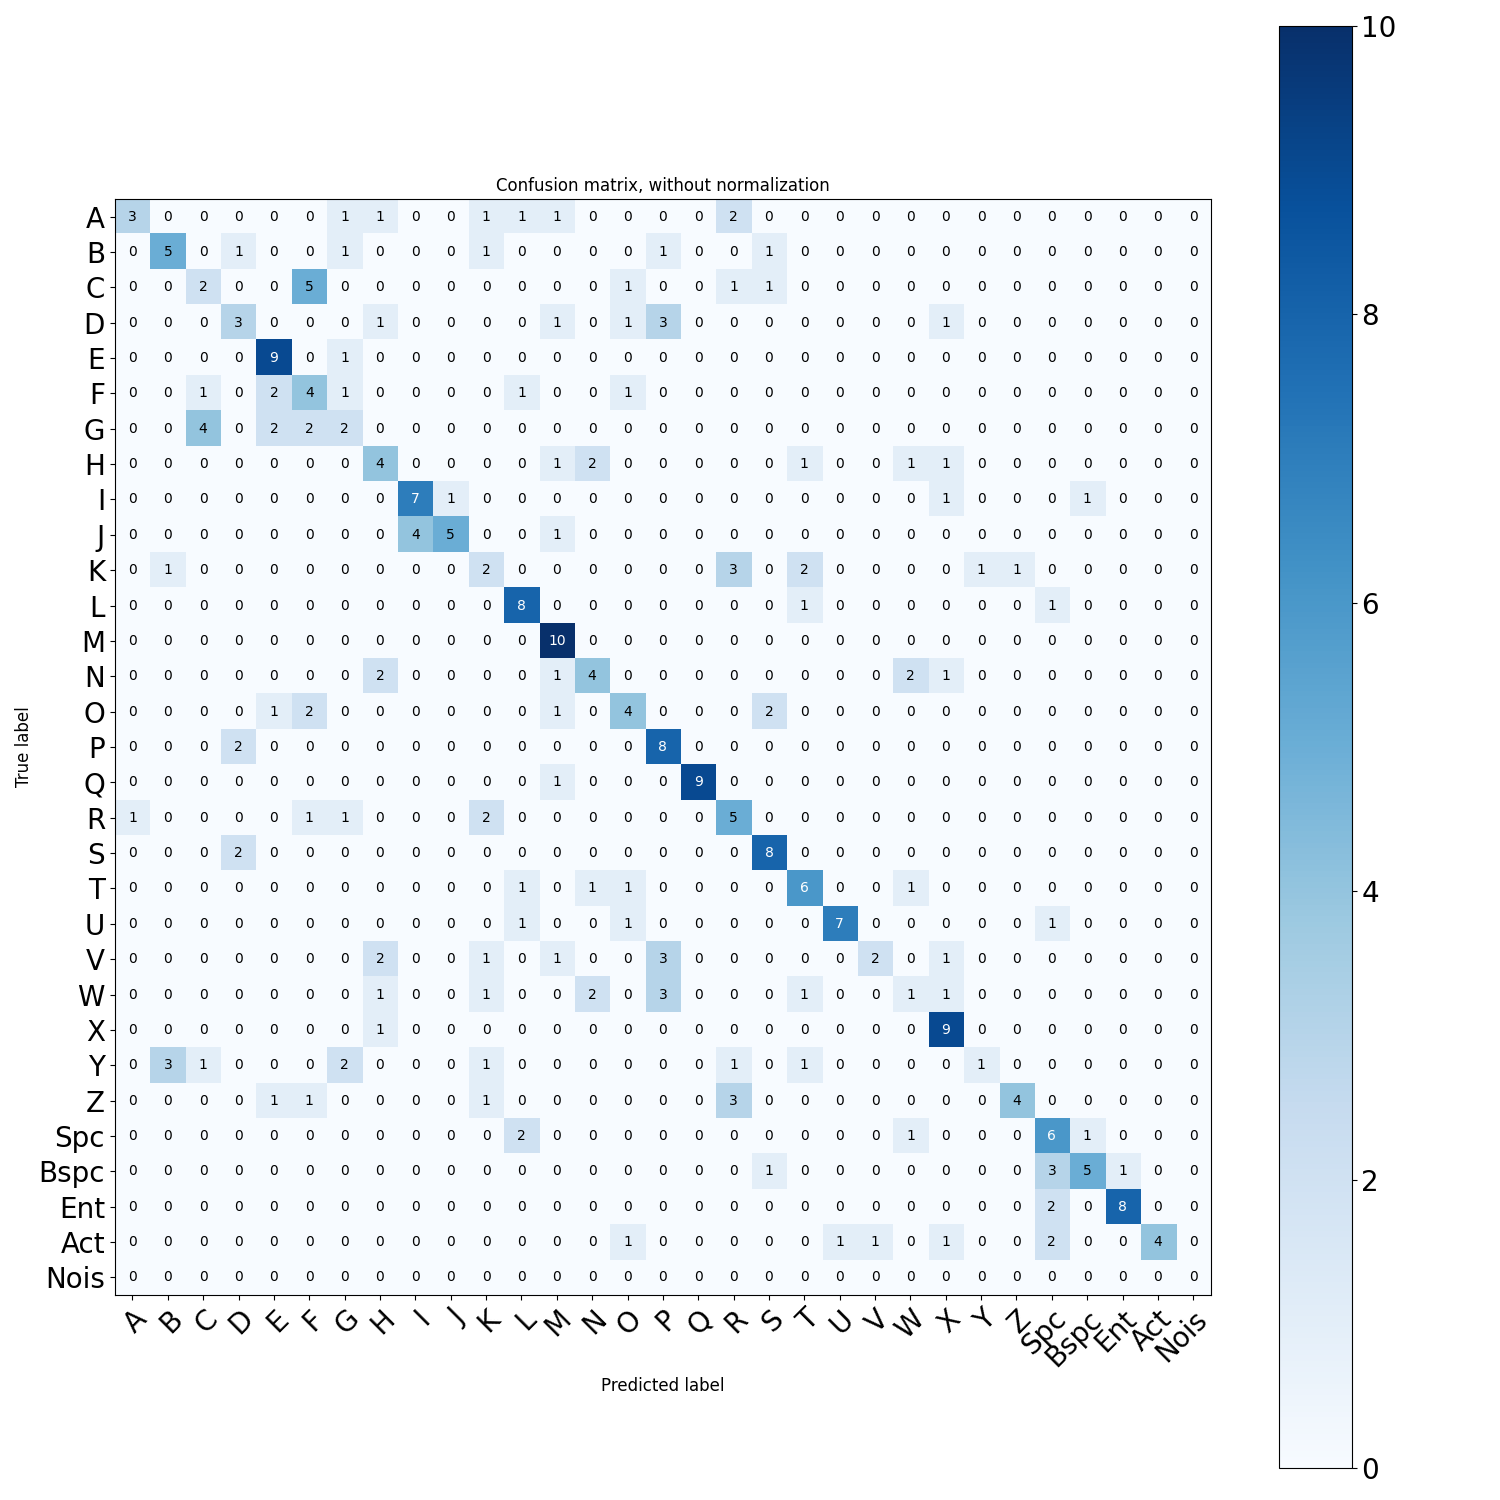 Confusion matrix, without normalization
A 3 0 0 0 0 0 1 1 0 0 1 1 1 0 0 0 0 2 0 0 0 0 0 0 0 0 0 0 0 0 0
B 0 5 0 1 0 0 1 0 0 0 1 0 0 0 0 1 0 0 1 0 0 0 0 0 0 0 0 0 0 0 0
C 0 0 2 0 0 5 0 0 0 0 0 0 0 0 1 0 0 1 1 0 0 0 0 0 0 0 0 0 0 0 0
D 0 0 0 3 0 0 0 1 0 0 0 0 1 0 1 3 0 0 0 0 0 0 0 1 0 0 0 0 0 0 0
E 0 0 0 0 9 0 1 0 0 0 0 0 0 0 0 0 0 0 0 0 0 0 0 0 0 0 0 0 0 0 0
F 0 0 1 0 2 4 1 0 0 0 0 1 0 0 1 0 0 0 0 0 0 0 0 0 0 0 0 0 0 0 0
G 0 0 4 0 2 2 2 0 0 0 0 0 0 0 0 0 0 0 0 0 0 0 0 0 0 0 0 0 0 0 0
H 0 0 0 0 0 0 0 4 0 0 0 0 1 2 0 0 0 0 0 1 0 0 1 1 0 0 0 0 0 0 0
I 0 0 0 0 0 0 0 0 7 1 0 0 0 0 0 0 0 0 0 0 0 0 0 1 0 0 0 1 0 0 0
J 0 0 0 0 0 0 0 0 4 5 0 0 1 0 0 0 0 0 0 0 0 0 0 0 0 0 0 0 0 0 0
K 0 1 0 0 0 0 0 0 0 0 2 0 0 0 0 0 0 3 0 2 0 0 0 0 1 1 0 0 0 0 0
L 0 0 0 0 0 0 0 0 0 0 0 8 0 0 0 0 0 0 0 1 0 0 0 0 0 0 1 0 0 0 0
M 0 0 0 0 0 0 0 0 0 0 0 0 10 0 0 0 0 0 0 0 0 0 0 0 0 0 0 0 0 0 0
N 0 0 0 0 0 0 0 2 0 0 0 0 1 4 0 0 0 0 0 0 0 0 2 1 0 0 0 0 0 0 0
O 0 0 0 0 1 2 0 0 0 0 0 0 1 0 4 0 0 0 2 0 0 0 0 0 0 0 0 0 0 0 0
P 0 0 0 2 0 0 0 0 0 0 0 0 0 0 0 8 0 0 0 0 0 0 0 0 0 0 0 0 0 0 0
Q 0 0 0 0 0 0 0 0 0 0 0 0 1 0 0 0 9 0 0 0 0 0 0 0 0 0 0 0 0 0 0
R 1 0 0 0 0 1 1 0 0 0 2 0 0 0 0 0 0 5 0 0 0 0 0 0 0 0 0 0 0 0 0
S 0 0 0 2 0 0 0 0 0 0 0 0 0 0 0 0 0 0 8 0 0 0 0 0 0 0 0 0 0 0 0
T 0 0 0 0 0 0 0 0 0 0 0 1 0 1 1 0 0 0 0 6 0 0 1 0 0 0 0 0 0 0 0
U 0 0 0 0 0 0 0 0 0 0 0 1 0 0 1 0 0 0 0 0 7 0 0 0 0 0 1 0 0 0 0
V 0 0 0 0 0 0 0 2 0 0 1 0 1 0 0 3 0 0 0 0 0 2 0 1 0 0 0 0 0 0 0
W 0 0 0 0 0 0 0 1 0 0 1 0 0 2 0 3 0 0 0 1 0 0 1 1 0 0 0 0 0 0 0
X 0 0 0 0 0 0 0 1 0 0 0 0 0 0 0 0 0 0 0 0 0 0 0 9 0 0 0 0 0 0 0
Y 0 3 1 0 0 0 2 0 0 0 1 0 0 0 0 0 0 1 0 1 0 0 0 0 1 0 0 0 0 0 0
Z 0 0 0 0 1 1 0 0 0 0 1 0 0 0 0 0 0 3 0 0 0 0 0 0 0 4 0 0 0 0 0
Spc 0 0 0 0 0 0 0 0 0 0 0 2 0 0 0 0 0 0 0 0 0 0 1 0 0 0 6 1 0 0 0
Bspc 0 0 0 0 0 0 0 0 0 0 0 0 0 0 0 0 0 0 1 0 0 0 0 0 0 0 3 5 1 0 0
Ent 0 0 0 0 0 0 0 0 0 0 0 0 0 0 0 0 0 0 0 0 0 0 0 0 0 0 2 0 8 0 0
Act 0 0 0 0 0 0 0 0 0 0 0 0 0 0 1 0 0 0 0 0 1 1 0 1 0 0 2 0 0 4 0
Nois 0 0 0 0 0 0 0 0 0 0 0 0 0 0 0 0 0 0 0 0 0 0 0 0 0 0 0 0 0 0 0
A B C D E F G H I J K L M N O P Q R S T U V W X Y Z Spc Bspc Ent Act Nois
Predicted label
True label
10
8
6
4
2
0